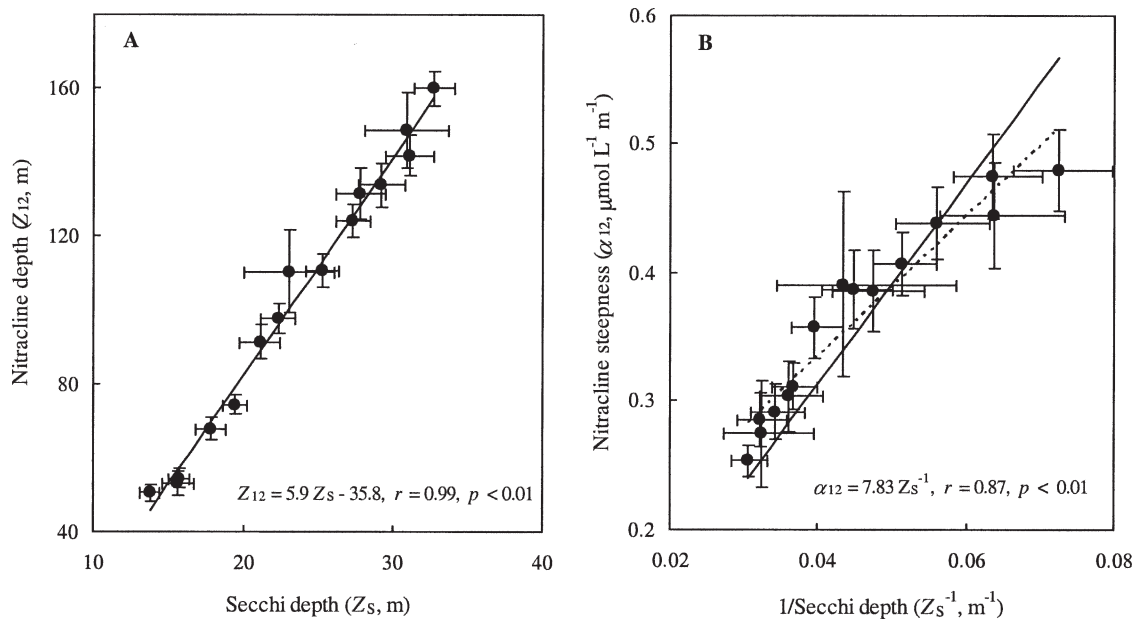 A
160
120
80
40
10
20
30
40
Nitracline depth (Z12, m)
Secchi depth (Zs, m)
Z12 = 5.9 Zs - 35.8, r = 0.99, p < 0.01
B
0.6
0.5
0.4
0.3
0.2
0.02
0.04
0.06
0.08
Nitracline steepness (α12, µmol L-1 m-1)
1/Secchi depth (Zs-1, m-1)
α12 = 7.83 Zs-1, r = 0.87, p < 0.01